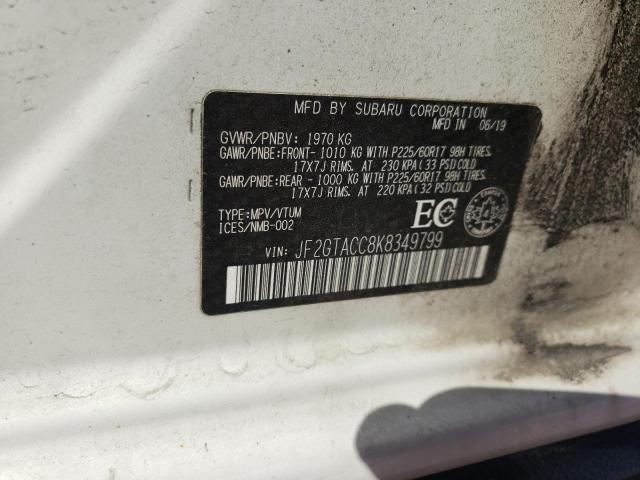 MFD BY SUBARU CORPORATION
MFD IN 06/19
GVWR/PNBV: 1970 KG
GAWR/PNBE:FRONT- 1010 KG WITH P225/60R17 98H TIRES.
17X7J RIMS. AT 230 KPA (33 PSI) COLD
GAWR/PNBE:REAR - 1000 KG WITH P225/60R17 98H TIRES.
17X7J RIMS. AT 220 KPA (32 PSI) COLD
TYPE:MPV/VTUM
ICES/NMB-002
EC
VIN: JF2GTACC8K8349799